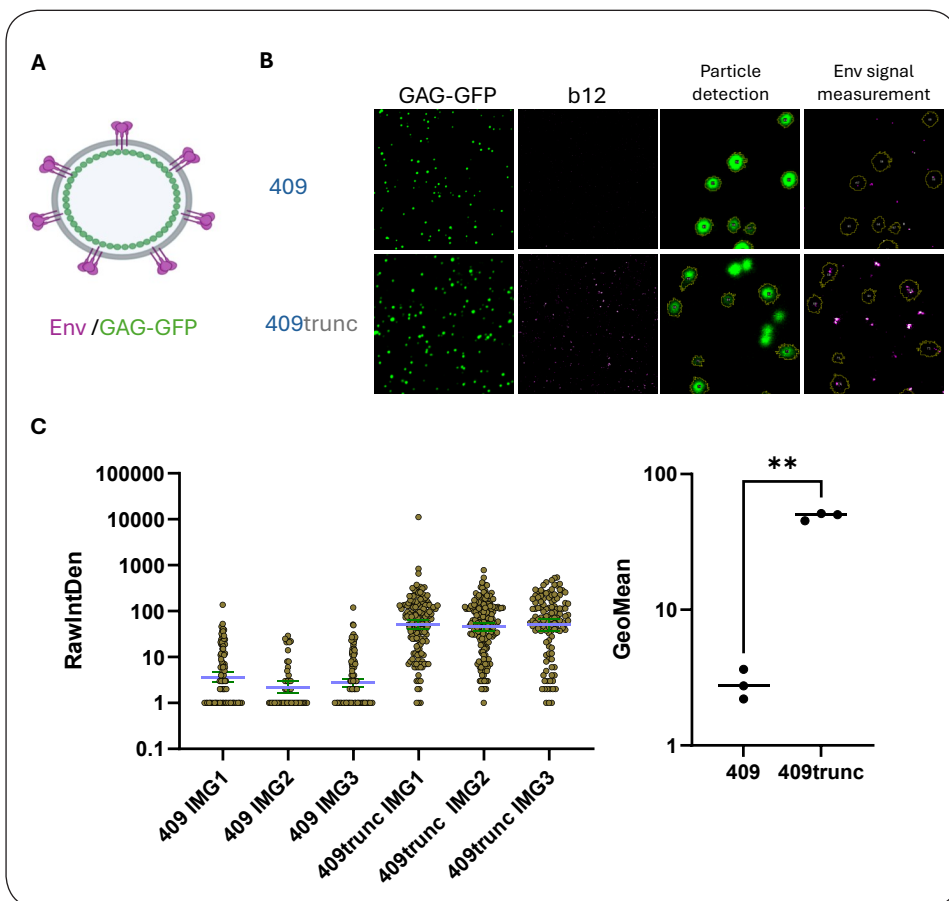 A
B
GAG-GFP
b12
Particle
detection
Env signal
measurement
409
409trunc
Env /GAG-GFP
C
RawIntDen
100000
10000
1000
100
10
1
0.1
409 IMG1
409 IMG2
409 IMG3
409trunc IMG1
409trunc  IMG2
409trunc IMG3
GeoMean
100
10
1
**
409
409trunc